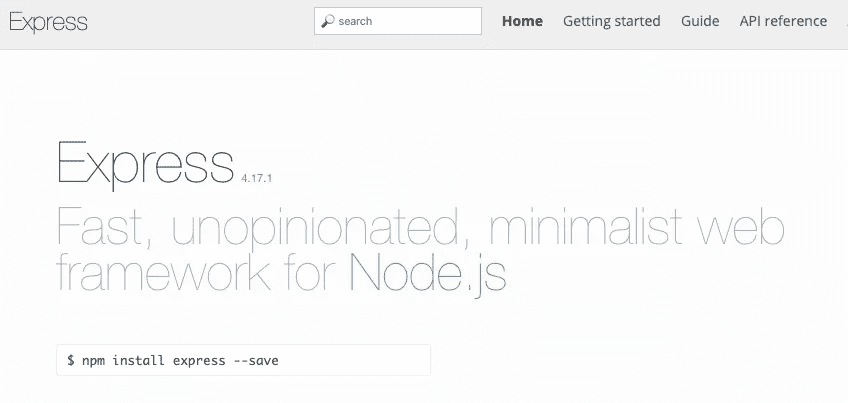 Express
search
Home Getting started Guide API reference
Express 4.17.1
Fast, unopinionated, minimalist web
framework for Node.js
$ npm install express --save